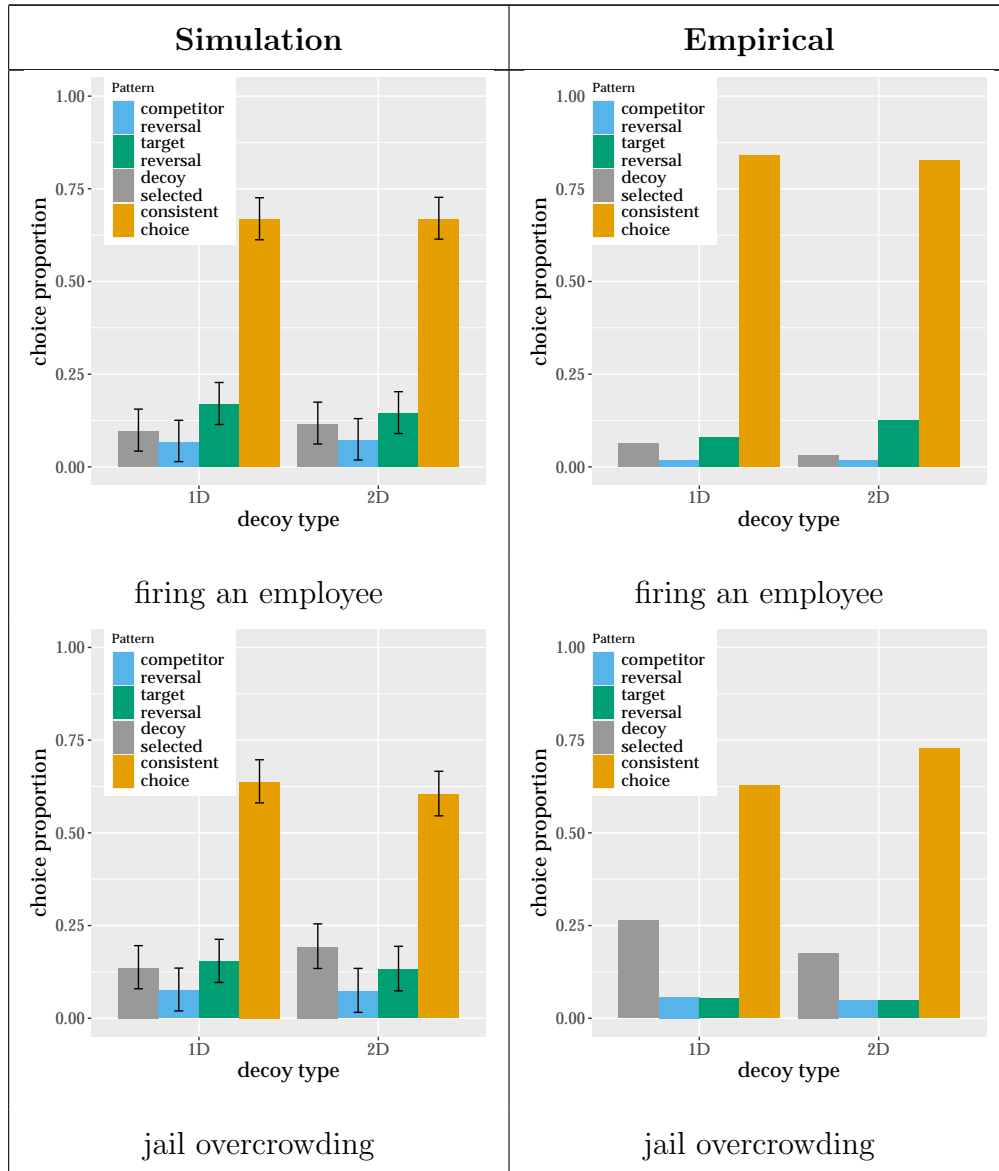 Simulation
Empirical
Pattern
competitor
reversal
target
reversal
decoy
selected
consistent
choice
1.00
0.75
0.50
0.25
0.00
choice proportion
1D
2D
decoy type
firing an employee
Pattern
competitor
reversal
target
reversal
decoy
selected
consistent
choice
1.00
0.75
0.50
0.25
0.00
choice proportion
1D
2D
decoy type
firing an employee
Pattern
competitor
reversal
target
reversal
decoy
selected
consistent
choice
1.00
0.75
0.50
0.25
0.00
choice proportion
1D
2D
decoy type
jail overcrowding
Pattern
competitor
reversal
target
reversal
decoy
selected
consistent
choice
1.00
0.75
0.50
0.25
0.00
choice proportion
1D
2D
decoy type
jail overcrowding